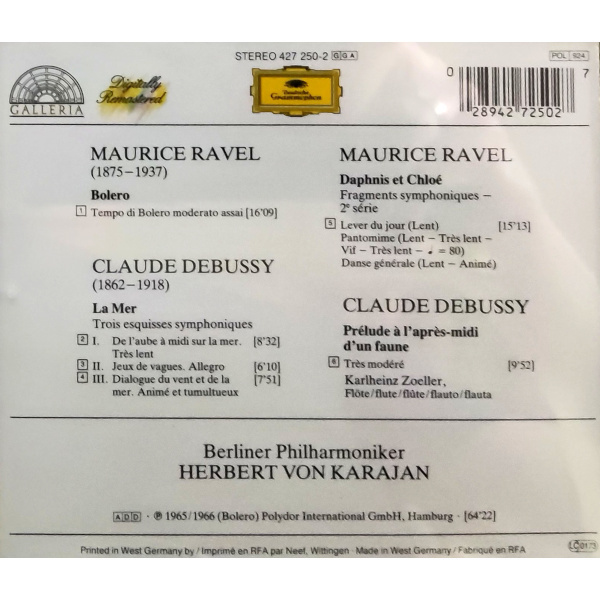 STEREO 427 250-2 G G A
POL 924
GALLERIA
Digitally
Remastered
Deutsche
Grammophon
0
7
28942 72502
MAURICE RAVEL
(1875–1937)
Bolero
1 Tempo di Bolero moderato assai [16'09]
CLAUDE DEBUSSY
(1862–1918)
La Mer
Trois esquisses symphoniques
2 I. De l'aube à midi sur la mer. [8'32]
Très lent
3 II. Jeux de vagues. Allegro [6'10]
4 III. Dialogue du vent et de la [7'51]
mer. Animé et tumultueux
MAURICE RAVEL
Daphnis et Chloé
Fragments symphoniques –
2e série
5 Lever du jour (Lent) [15'13]
Pantomime (Lent – Très lent –
Vif – Très lent – ♩ = 80)
Danse générale (Lent – Animé)
CLAUDE DEBUSSY
Prélude à l'après-midi
d'un faune
6 Très modéré [9'52]
Karlheinz Zoeller,
Flöte/flute/flûte/flauto/flauta
Berliner Philharmoniker
HERBERT VON KARAJAN
ADD · ℗ 1965/1966 (Bolero) Polydor International GmbH, Hamburg · [64'22]
Printed in West Germany by / Imprimé en RFA par Neef, Wittingen · Made in West Germany / Fabriqué en RFA
LC 0173